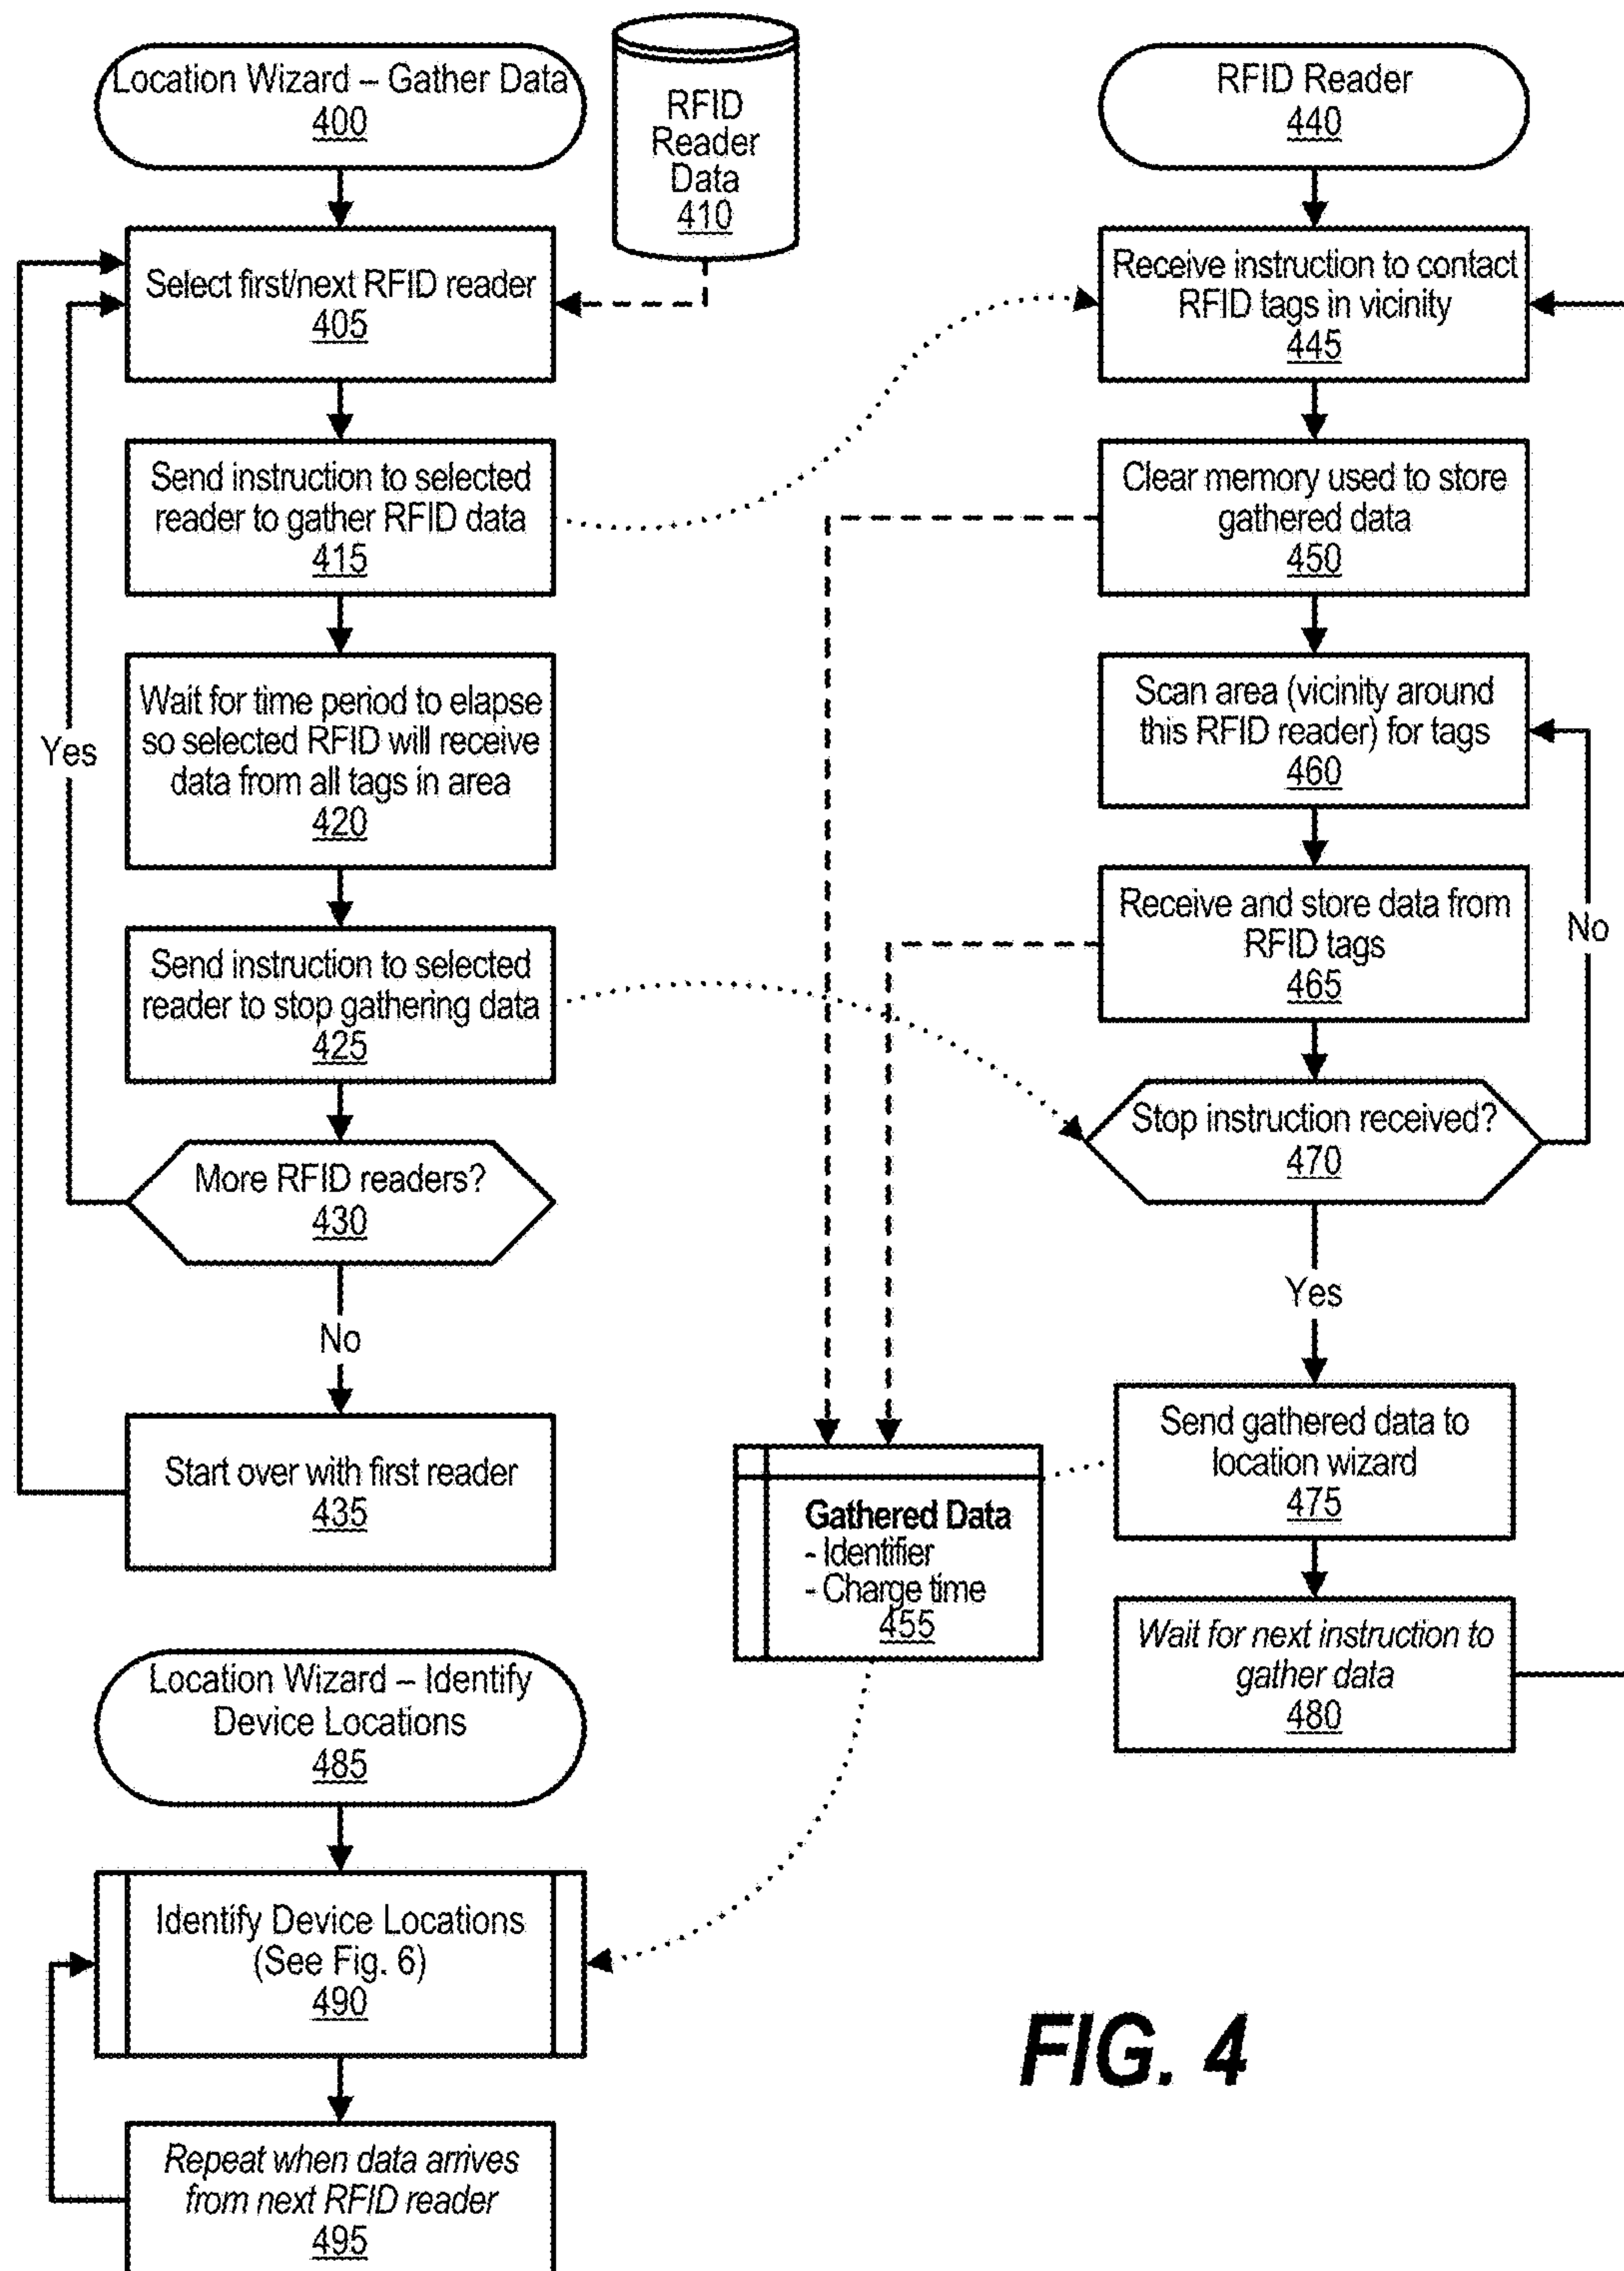 Location Wizard – Gather Data
400
RFID
Reader
Data
410
Select first/next RFID reader
405
Send instruction to selected
reader to gather RFID data
415
Wait for time period to elapse
so selected RFID will receive
data from all tags in area
420
Yes
Send instruction to selected
reader to stop gathering data
425
More RFID readers?
430
No
Start over with first reader
435
RFID Reader
440
Receive instruction to contact
RFID tags in vicinity
445
Clear memory used to store
gathered data
450
Scan area (vicinity around
this RFID reader) for tags
460
Receive and store data from
RFID tags
465
No
Stop instruction received?
470
Yes
Send gathered data to
location wizard
475
Gathered Data
- Identifier
- Charge time
455
Wait for next instruction to
gather data
480
Location Wizard – Identify
Device Locations
485
Identify Device Locations
(See Fig. 6)
490
Repeat when data arrives
from next RFID reader
495
FIG. 4